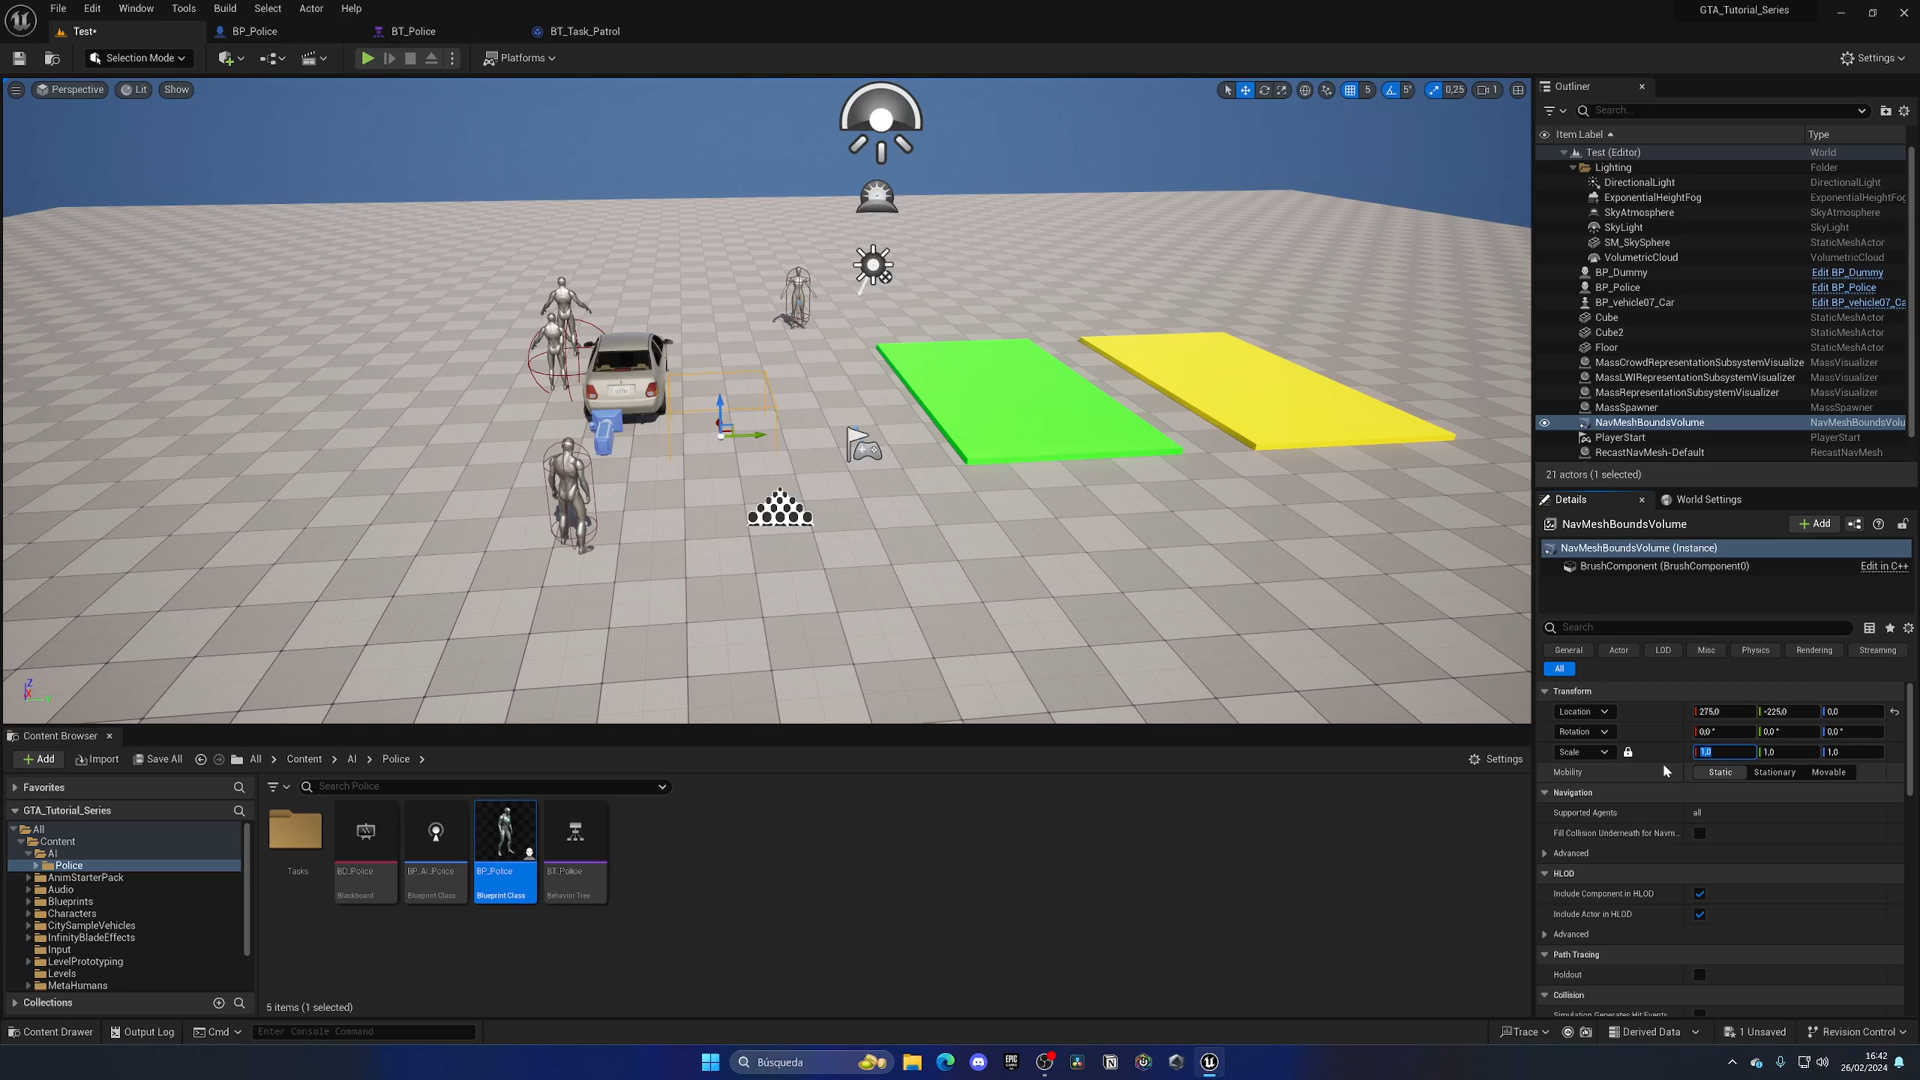 File Edit Window Tools Build Select Actor Help
GTA_Tutorial_Series
Test•
BP_Police
BT_Police
BT_Task_Patrol
Selection Mode
Platforms
Settings
Perspective
Lit
Show
5
5°
0,25
1
Outliner
Search...
Item Label
Type
Test (Editor) World
Lighting Folder
DirectionalLight DirectionalLight
ExponentialHeightFog ExponentialHeightFog
SkyAtmosphere SkyAtmosphere
SkyLight SkyLight
SM_SkySphere StaticMeshActor
VolumetricCloud VolumetricCloud
BP_Dummy Edit BP_Dummy
BP_Police Edit BP_Police
BP_vehicle07_Car Edit BP_vehicle07_Ca
Cube StaticMeshActor
Cube2 StaticMeshActor
Floor StaticMeshActor
MassCrowdRepresentationSubsystemVisualize MassVisualizer
MassLWIRepresentationSubsystemVisualizer MassVisualizer
MassRepresentationSubsystemVisualizer MassVisualizer
MassSpawner MassSpawner
NavMeshBoundsVolume NavMeshBoundsVolu
PlayerStart PlayerStart
RecastNavMesh-Default RecastNavMesh
21 actors (1 selected)
Details
World Settings
NavMeshBoundsVolume
Add
NavMeshBoundsVolume (Instance)
BrushComponent (BrushComponent0) Edit in C++
Search
General Actor LOD Misc Physics Rendering Streaming
All
Transform
Location 275,0 -225,0 0,0
Rotation 0,0 ° 0,0 ° 0,0 °
Scale 1,0 1,0 1,0
Mobility Static Stationary Movable
Navigation
Supported Agents all
Fill Collision Underneath for Navm...
Advanced
HLOD
Include Component in HLOD
Include Actor in HLOD
Advanced
Path Tracing
Holdout
Collision
Simulation Generates Hit Events
Z
X
Y
Content Browser
Add
Import
Save All
All Content AI Police
Settings
Favorites
GTA_Tutorial_Series
All
Content
AI
Police
AnimStarterPack
Audio
Blueprints
Characters
CitySampleVehicles
InfinityBladeEffects
Input
LevelPrototyping
Levels
MetaHumans
Collections
Search Police
Tasks
BD_Police
Blackboard
BP_AI_Police
Blueprint Class
BP_Police
Blueprint Class
BT_Police
Behavior Tree
5 items (1 selected)
Content Drawer
Output Log
Cmd
Enter Console Command
Trace
Derived Data
1 Unsaved
Revision Control
Búsqueda
EPIC
16:42
26/02/2024